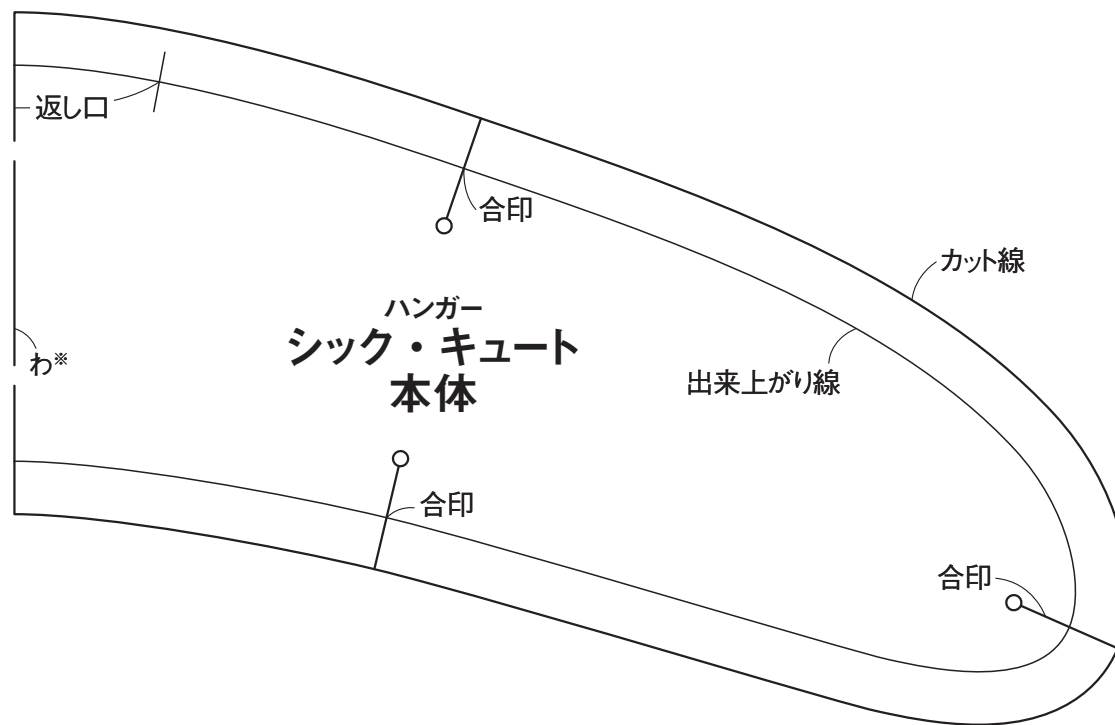 返し口
合印
カット線
ハンガー
シック・キュート
本体
わ※
出来上がり線
合印
合印